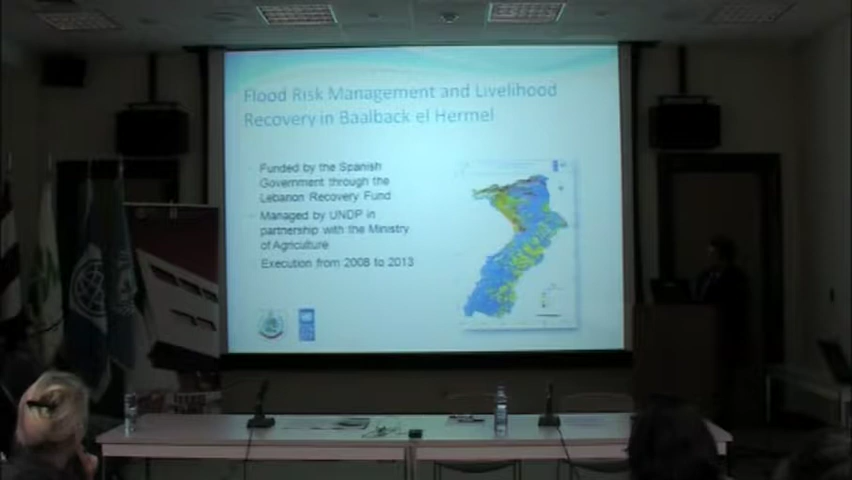 Flood Risk Management and Livelihood
Recovery in Baalback el Hermel
Funded by the Spanish
Government through the
Lebanon Recovery Fund
Managed by UNDP in
partnership with the Ministry
of Agriculture
Execution from 2008 to 2013